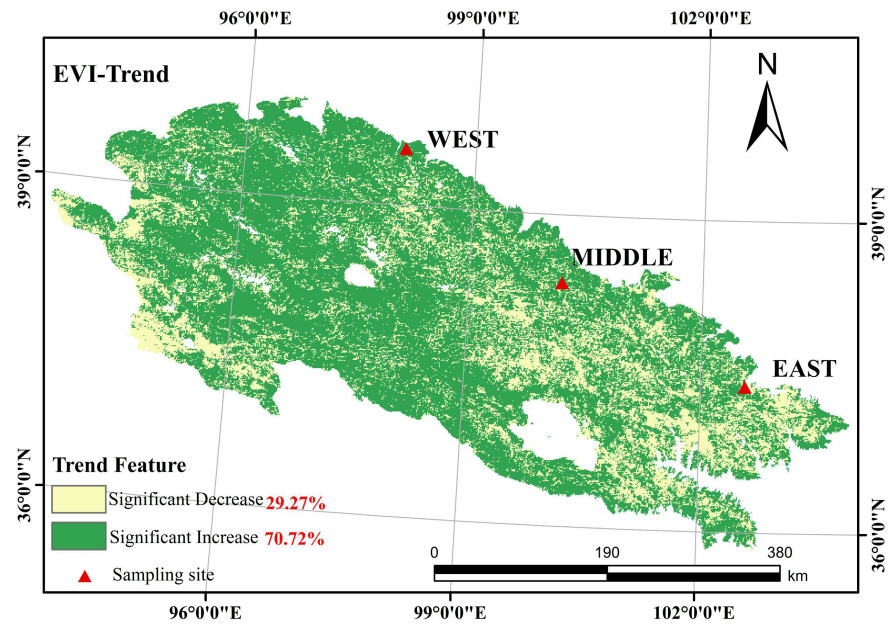 96°0'0"E 99°0'0"E 102°0'0"E
EVI-Trend
N
WEST
39°0'0"N
39°0'0"N
MIDDLE
EAST
Trend Feature
Significant Decrease 29.27%
36°0'0"N
Significant Increase 70.72%
36°0'0"N
0 190 380
Sampling site
km
96°0'0"E 99°0'0"E 102°0'0"E